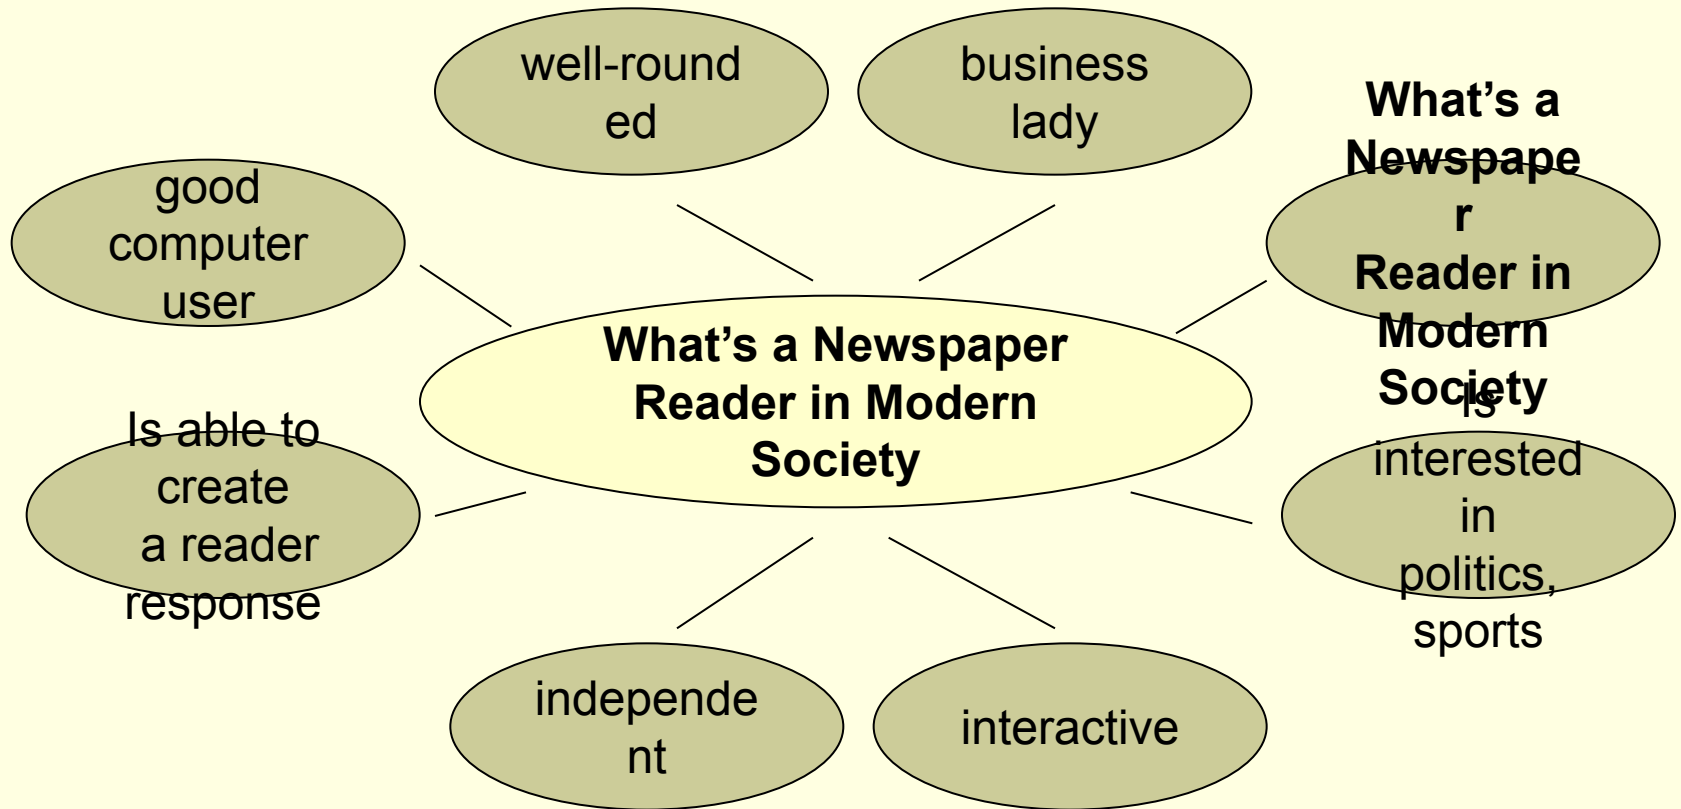 well-round
ed
business
lady
What’s a
Newspape
r
Reader in
Modern
Society
good
computer
user
What’s a Newspaper
Reader in Modern
Society
Is able to
create
a reader
response
Is
interested
in
politics,
sports
independe
nt
interactive